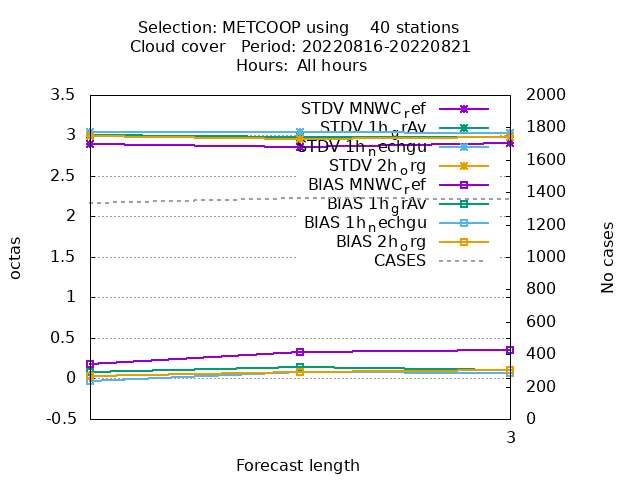 Selection: METCOOP using    40 stations
Cloud cover   Period: 20220816-20220821
Hours: All hours
3.5
3
2.5
2
1.5
1
0.5
0
-0.5
octas
2000
1800
1600
1400
1200
1000
800
600
400
200
0
No cases
STDV MNWC_ref
STDV 1h_grAv
STDV 1h_nechgu
STDV 2h_org
BIAS MNWC_ref
BIAS 1h_grAv
BIAS 1h_nechgu
BIAS 2h_org
CASES
3
Forecast length